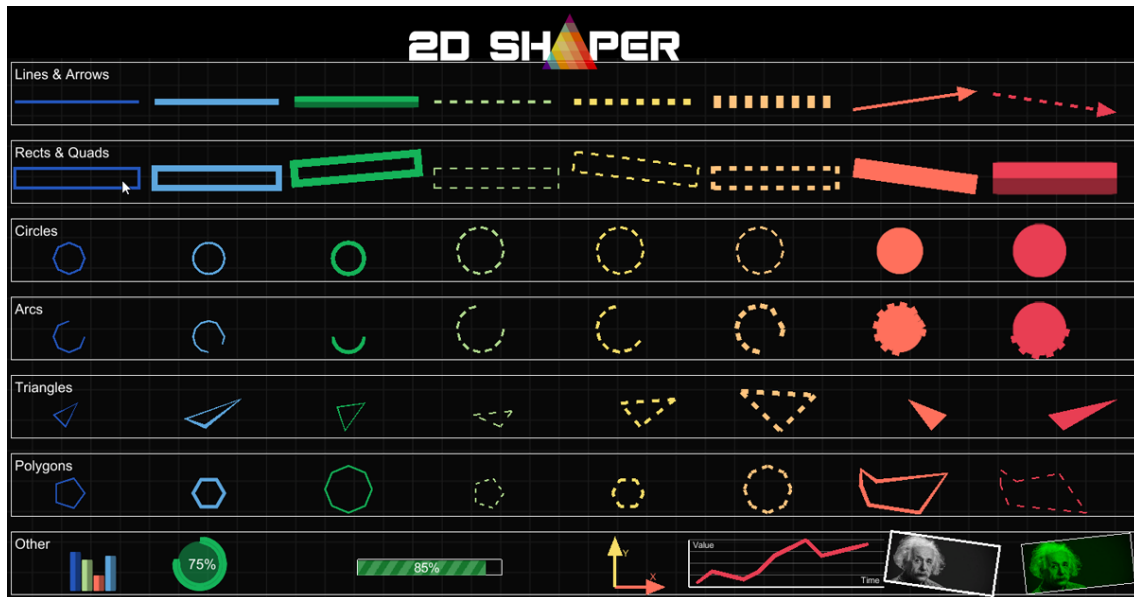 2D SHAPER
Lines & Arrows
Rects & Quads
Circles
Arcs
Triangles
Polygons
Other
75%
85%
Y
X
Value
Time